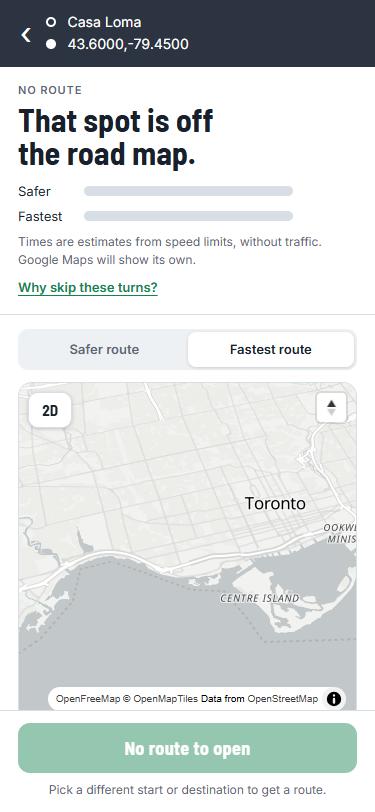 Casa Loma
43.6000,-79.4500
NO ROUTE
That spot is off
the road map.
Safer
Fastest
Times are estimates from speed limits, without traffic.
Google Maps will show its own.
Why skip these turns?
Safer route
Fastest route
2D
Toronto
OOKWE
MINIS
CENTRE ISLAND
OpenFreeMap © OpenMapTiles Data from OpenStreetMap
No route to open
Pick a different start or destination to get a route.